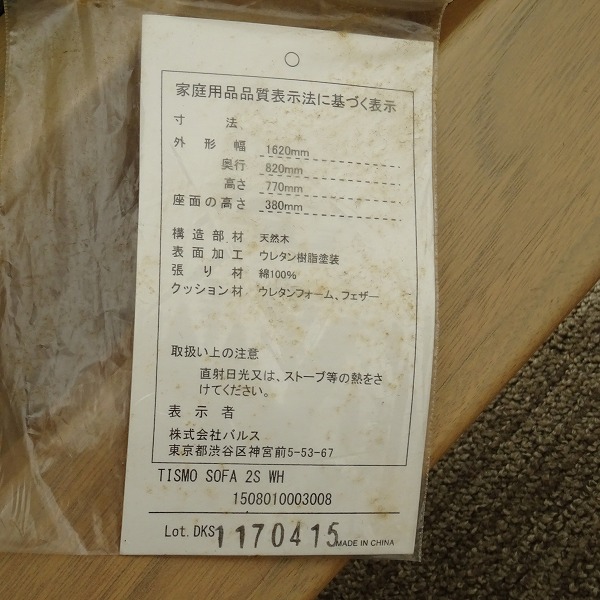 家庭用品品質表示法に基づく表示
寸法
外形 幅 1620mm
奥行 820mm
高さ 770mm
座面の高さ 380mm
構造部材 天然木
表面加工 ウレタン樹脂塗装
張り材 綿100%
クッション材 ウレタンフォーム、フェザー
取扱い上の注意
直射日光又は、ストーブ等の熱をさ
けてください。
表示者
株式会社バルス
東京都渋谷区神宮前5-53-67
TISMO SOFA 2S WH
1508010003008
Lot. DKS 1170415 MADE IN CHINA